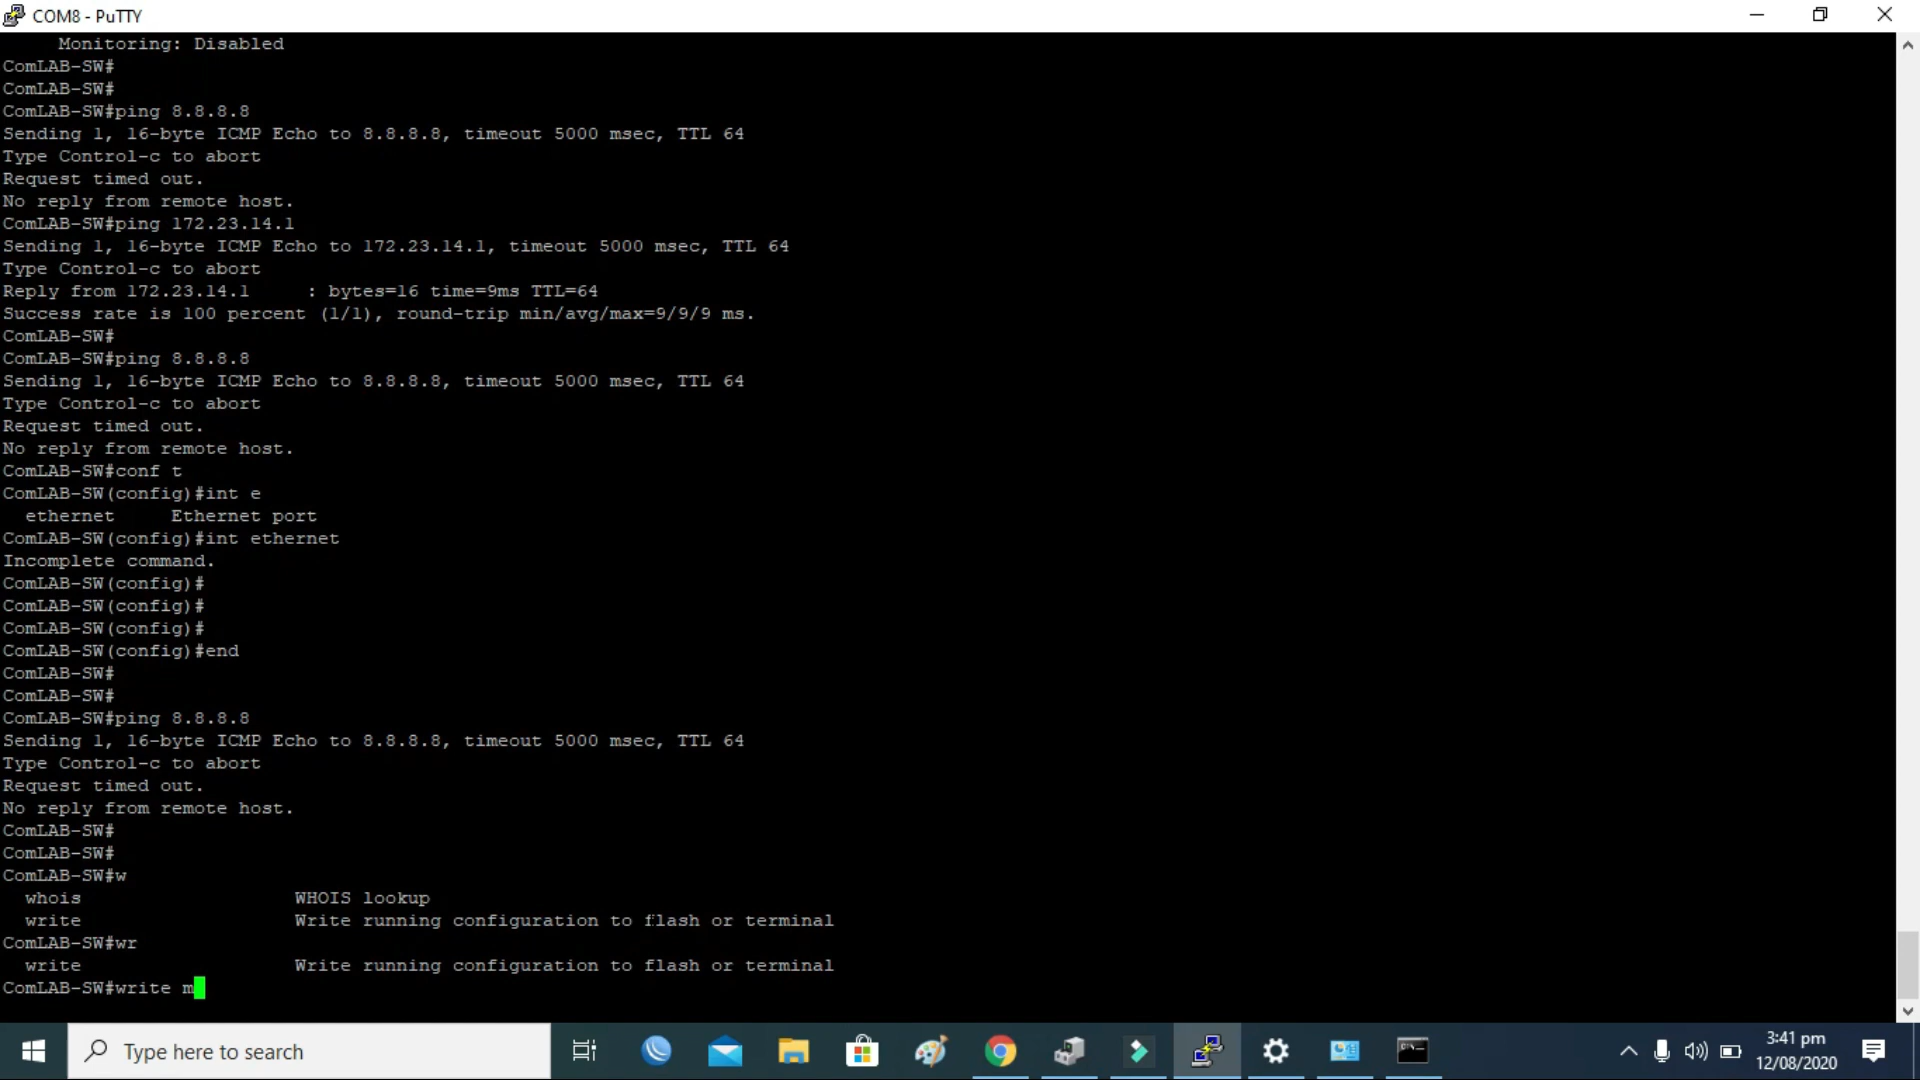 COM8 - PuTTY
Monitoring: Disabled
ComLAB-SW#
ComLAB-SW#
ComLAB-SW#ping 8.8.8.8
Sending 1, 16-byte ICMP Echo to 8.8.8.8, timeout 5000 msec, TTL 64
Type Control-c to abort
Request timed out.
No reply from remote host.
ComLAB-SW#ping 172.23.14.1
Sending 1, 16-byte ICMP Echo to 172.23.14.1, timeout 5000 msec, TTL 64
Type Control-c to abort
Reply from 172.23.14.1     : bytes=16 time=9ms TTL=64
Success rate is 100 percent (1/1), round-trip min/avg/max=9/9/9 ms.
ComLAB-SW#
ComLAB-SW#ping 8.8.8.8
Sending 1, 16-byte ICMP Echo to 8.8.8.8, timeout 5000 msec, TTL 64
Type Control-c to abort
Request timed out.
No reply from remote host.
ComLAB-SW#conf t
ComLAB-SW(config)#int e
  ethernet     Ethernet port
ComLAB-SW(config)#int ethernet
Incomplete command.
ComLAB-SW(config)#
ComLAB-SW(config)#
ComLAB-SW(config)#
ComLAB-SW(config)#end
ComLAB-SW#
ComLAB-SW#
ComLAB-SW#ping 8.8.8.8
Sending 1, 16-byte ICMP Echo to 8.8.8.8, timeout 5000 msec, TTL 64
Type Control-c to abort
Request timed out.
No reply from remote host.
ComLAB-SW#
ComLAB-SW#
ComLAB-SW#w
  whois                   WHOIS lookup
  write                   Write running configuration to flash or terminal
ComLAB-SW#wr
  write                   Write running configuration to flash or terminal
ComLAB-SW#write m
Type here to search
3:41 pm
12/08/2020